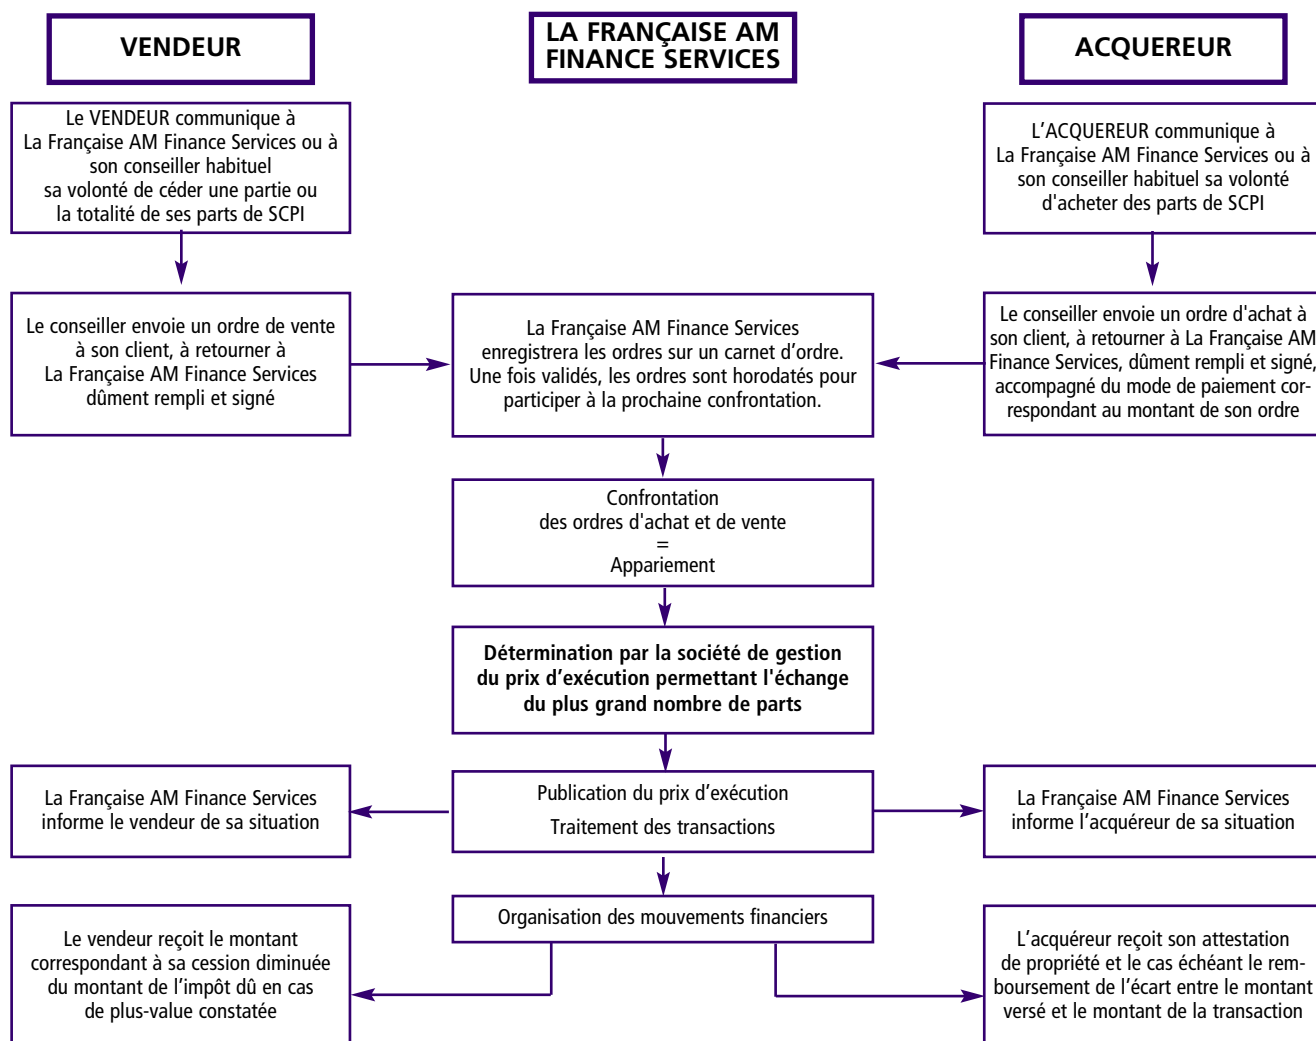 VENDEUR
LA FRANÇAISE AM
FINANCE SERVICES
ACQUEREUR
Le VENDEUR communique à
La Française AM Finance Services ou à
son conseiller habituel
sa volonté de céder une partie ou
la totalité de ses parts de SCPI
L'ACQUEREUR communique à
La Française AM Finance Services ou à
son conseiller habituel sa volonté
d'acheter des parts de SCPI
Le conseiller envoie un ordre de vente
à son client, à retourner à
La Française AM Finance Services
dûment rempli et signé
La Française AM Finance Services
enregistrera les ordres sur un carnet d'ordre.
Une fois validés, les ordres sont horodatés pour
participer à la prochaine confrontation.
Le conseiller envoie un ordre d'achat à
son client, à retourner à La Française AM
Finance Services, dûment rempli et signé,
accompagné du mode de paiement cor-
respondant au montant de son ordre
Confrontation
des ordres d'achat et de vente
=
Appariement
Détermination par la société de gestion
du prix d'exécution permettant l'échange
du plus grand nombre de parts
La Française AM Finance Services
informe le vendeur de sa situation
Publication du prix d'exécution
Traitement des transactions
La Française AM Finance Services
informe l'acquéreur de sa situation
Organisation des mouvements financiers
Le vendeur reçoit le montant
correspondant à sa cession diminuée
du montant de l'impôt dû en cas
de plus-value constatée
L'acquéreur reçoit son attestation
de propriété et le cas échéant le rem-
boursement de l'écart entre le montant
versé et le montant de la transaction